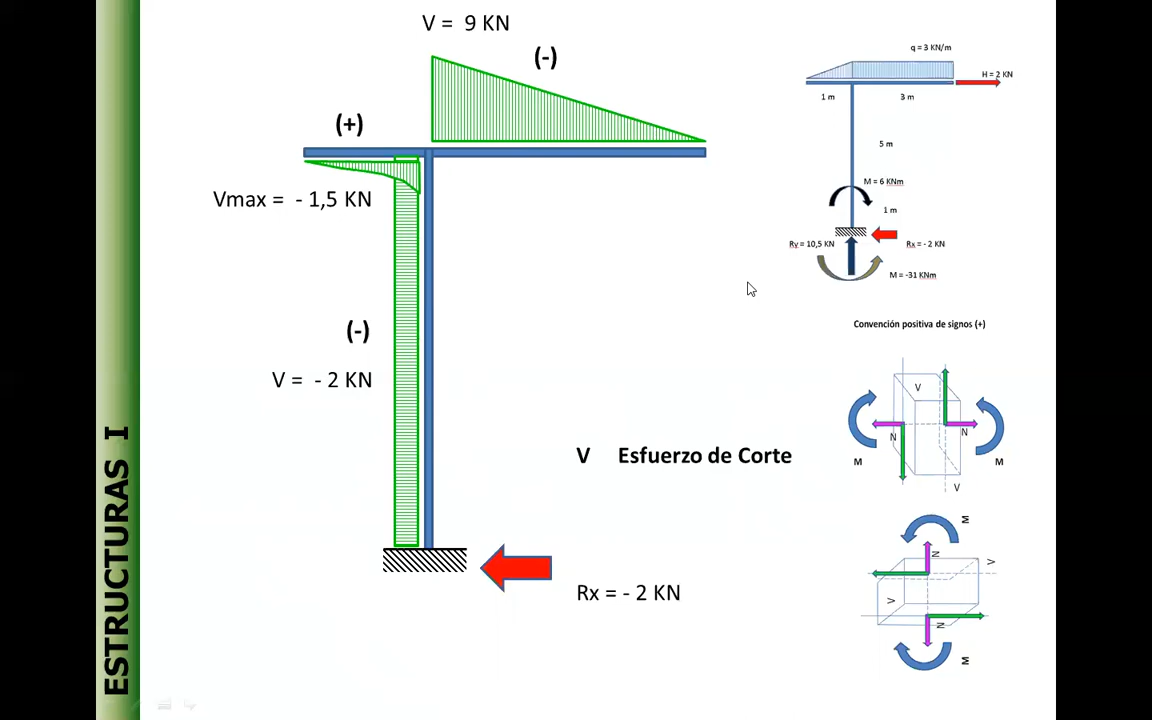 V = 9 KN
(-)
(+)
Vmax = - 1,5 KN
(-)
V = - 2 KN
V Esfuerzo de Corte
Rx = - 2 KN
ESTRUCTURAS I
q = 3 KN/m
H = 2 KN
1 m
3 m
5 m
M = 6 KNm
1 m
Ry = 10,5 KN
Rx = - 2 KN
M = -31 KNm
Convención positiva de signos (+)
V
N
N
M
M
V
M
N
V
V
N
M